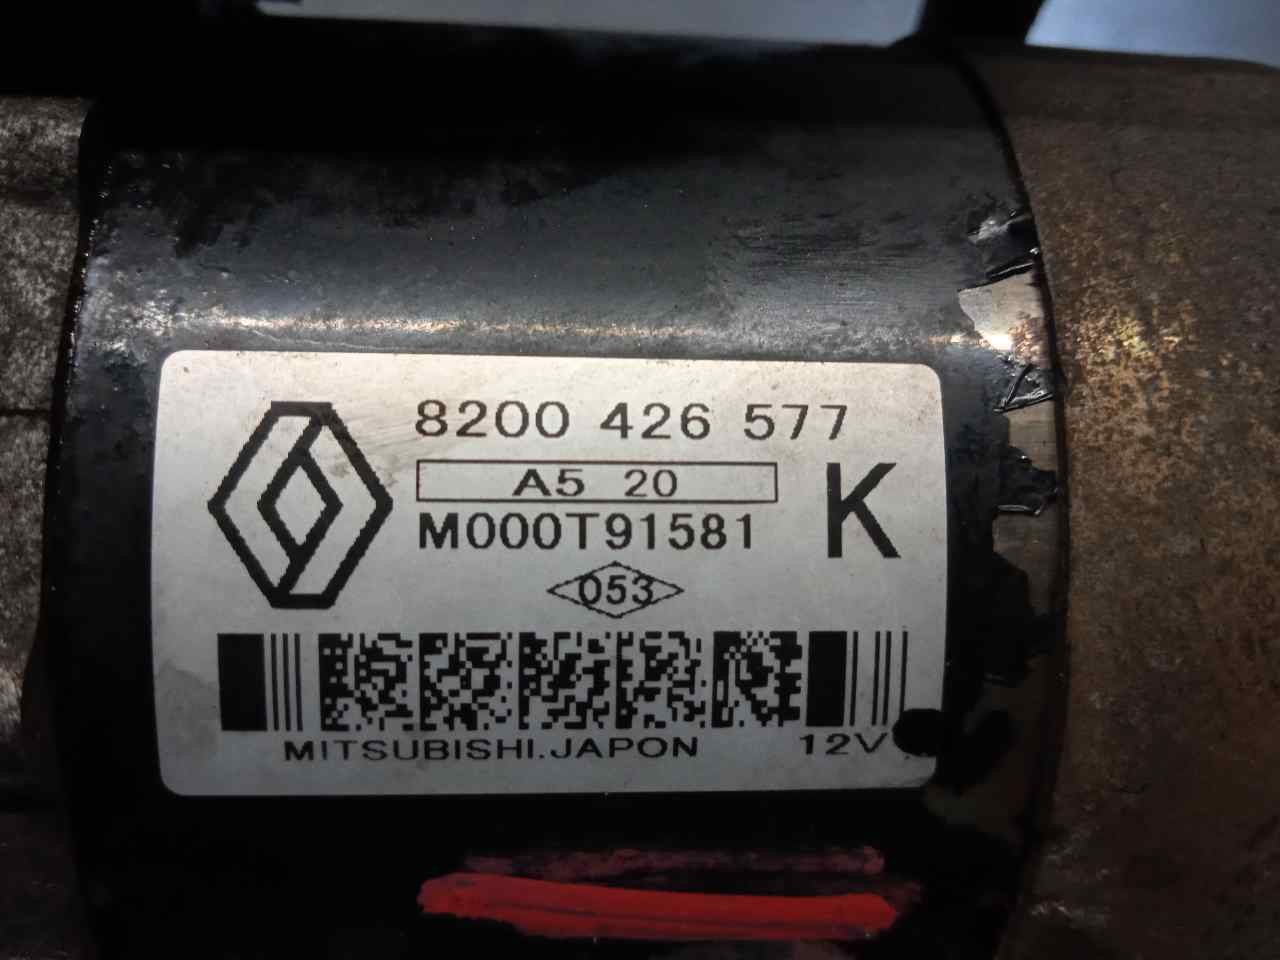 8200 426 577
A5 20
K
M000T91581
053
MITSUBISHI.JAPON 12V